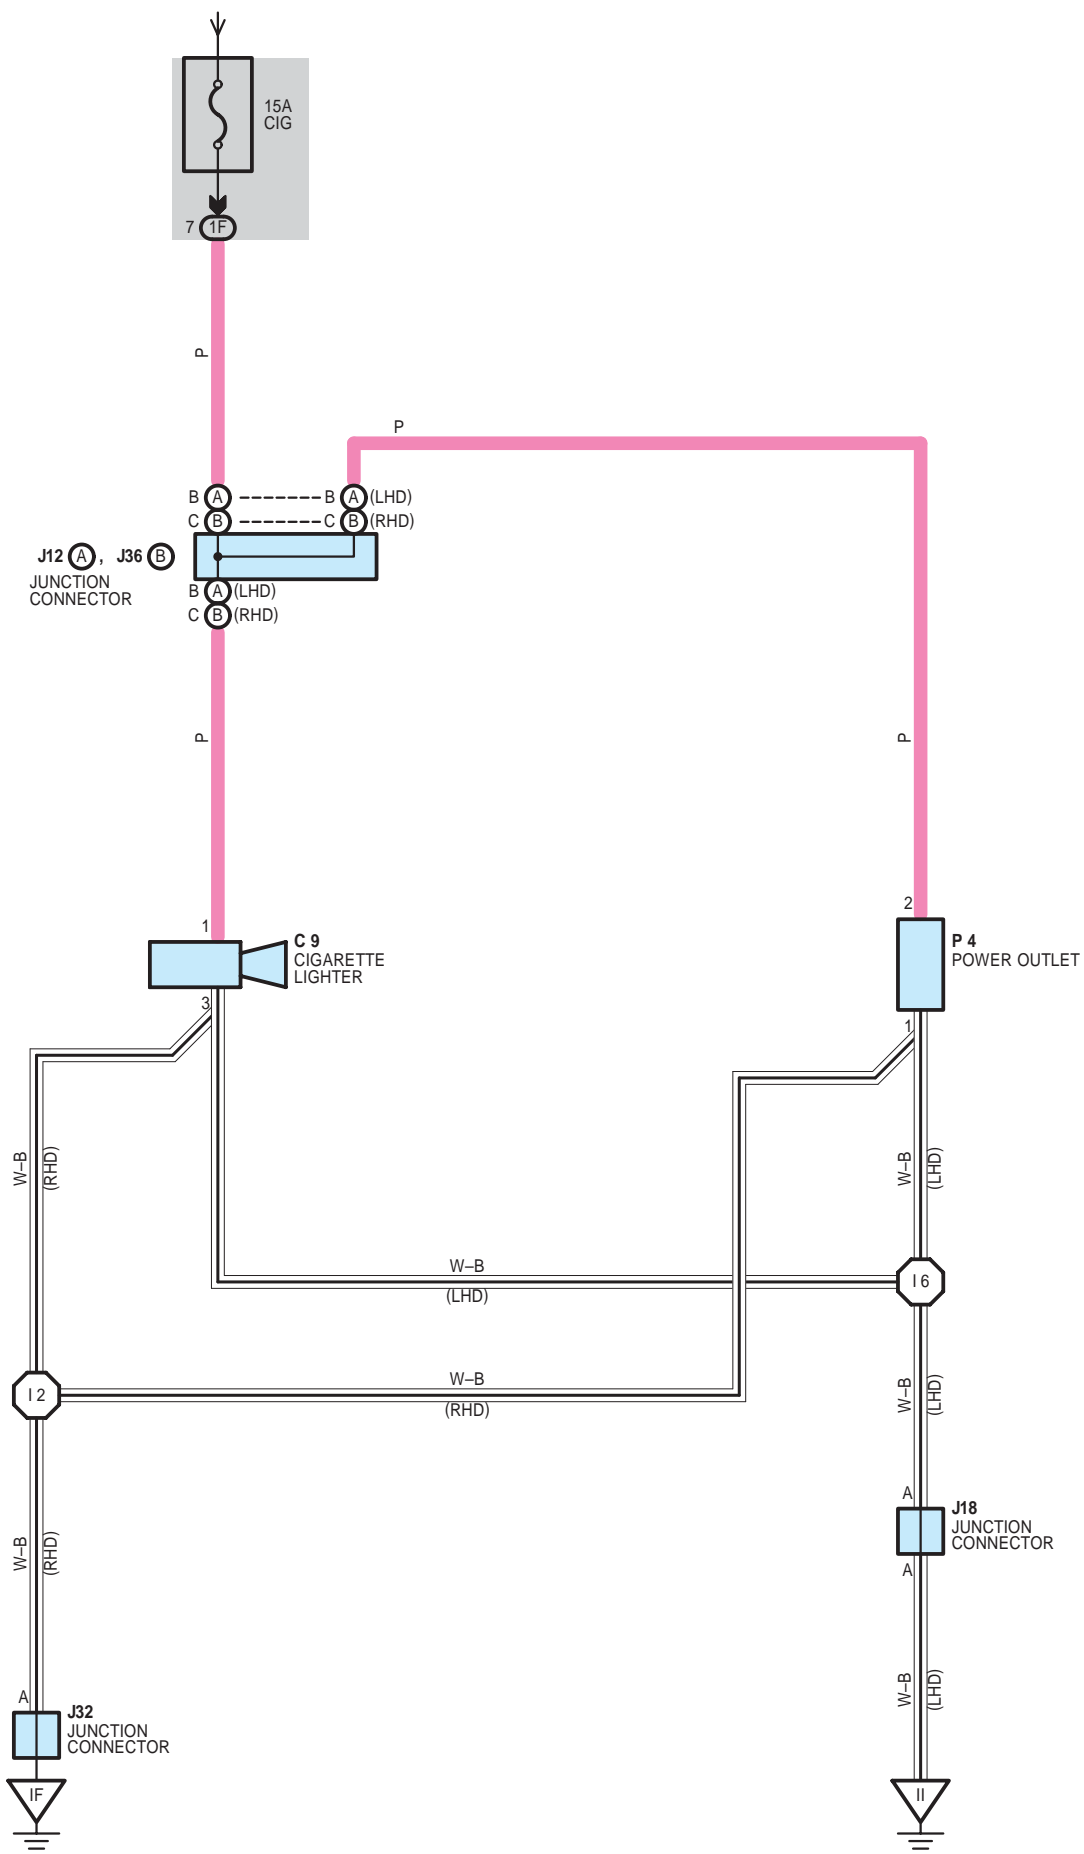 15A
CIG
7 1F
P
P
B A B A (LHD)
C B C B (RHD)
J12 A , J36 B
JUNCTION
CONNECTOR
B A (LHD)
C B (RHD)
P
P
2
1
C 9
CIGARETTE
LIGHTER
P 4
POWER OUTLET
3
1
W–B
(RHD)
W–B
(LHD)
W–B
(LHD)
I 6
W–B
(RHD)
I 2
W–B
(LHD)
A
J18
JUNCTION
CONNECTOR
A
W–B
(RHD)
W–B
(LHD)
A
J32
JUNCTION
CONNECTOR
IF
II